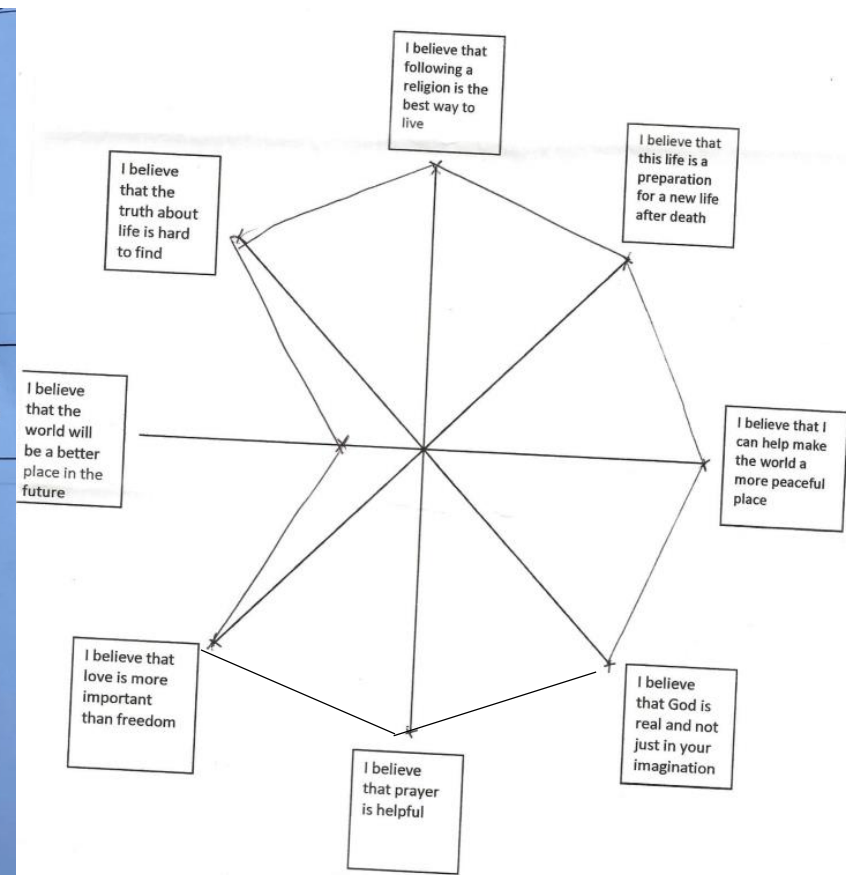 I believe that
following a
religion is the
best way to
live
I believe that
this life is a
preparation
for a new life
after death
I believe that I
can help make
the world a
more peaceful
place
I believe
that God is
real and not
just in your
imagination
I believe
that prayer
is helpful
I believe that
love is more
important
than freedom
I believe
that the
world will
be a better
place in the
future
I believe
that the
truth about
life is hard
to find